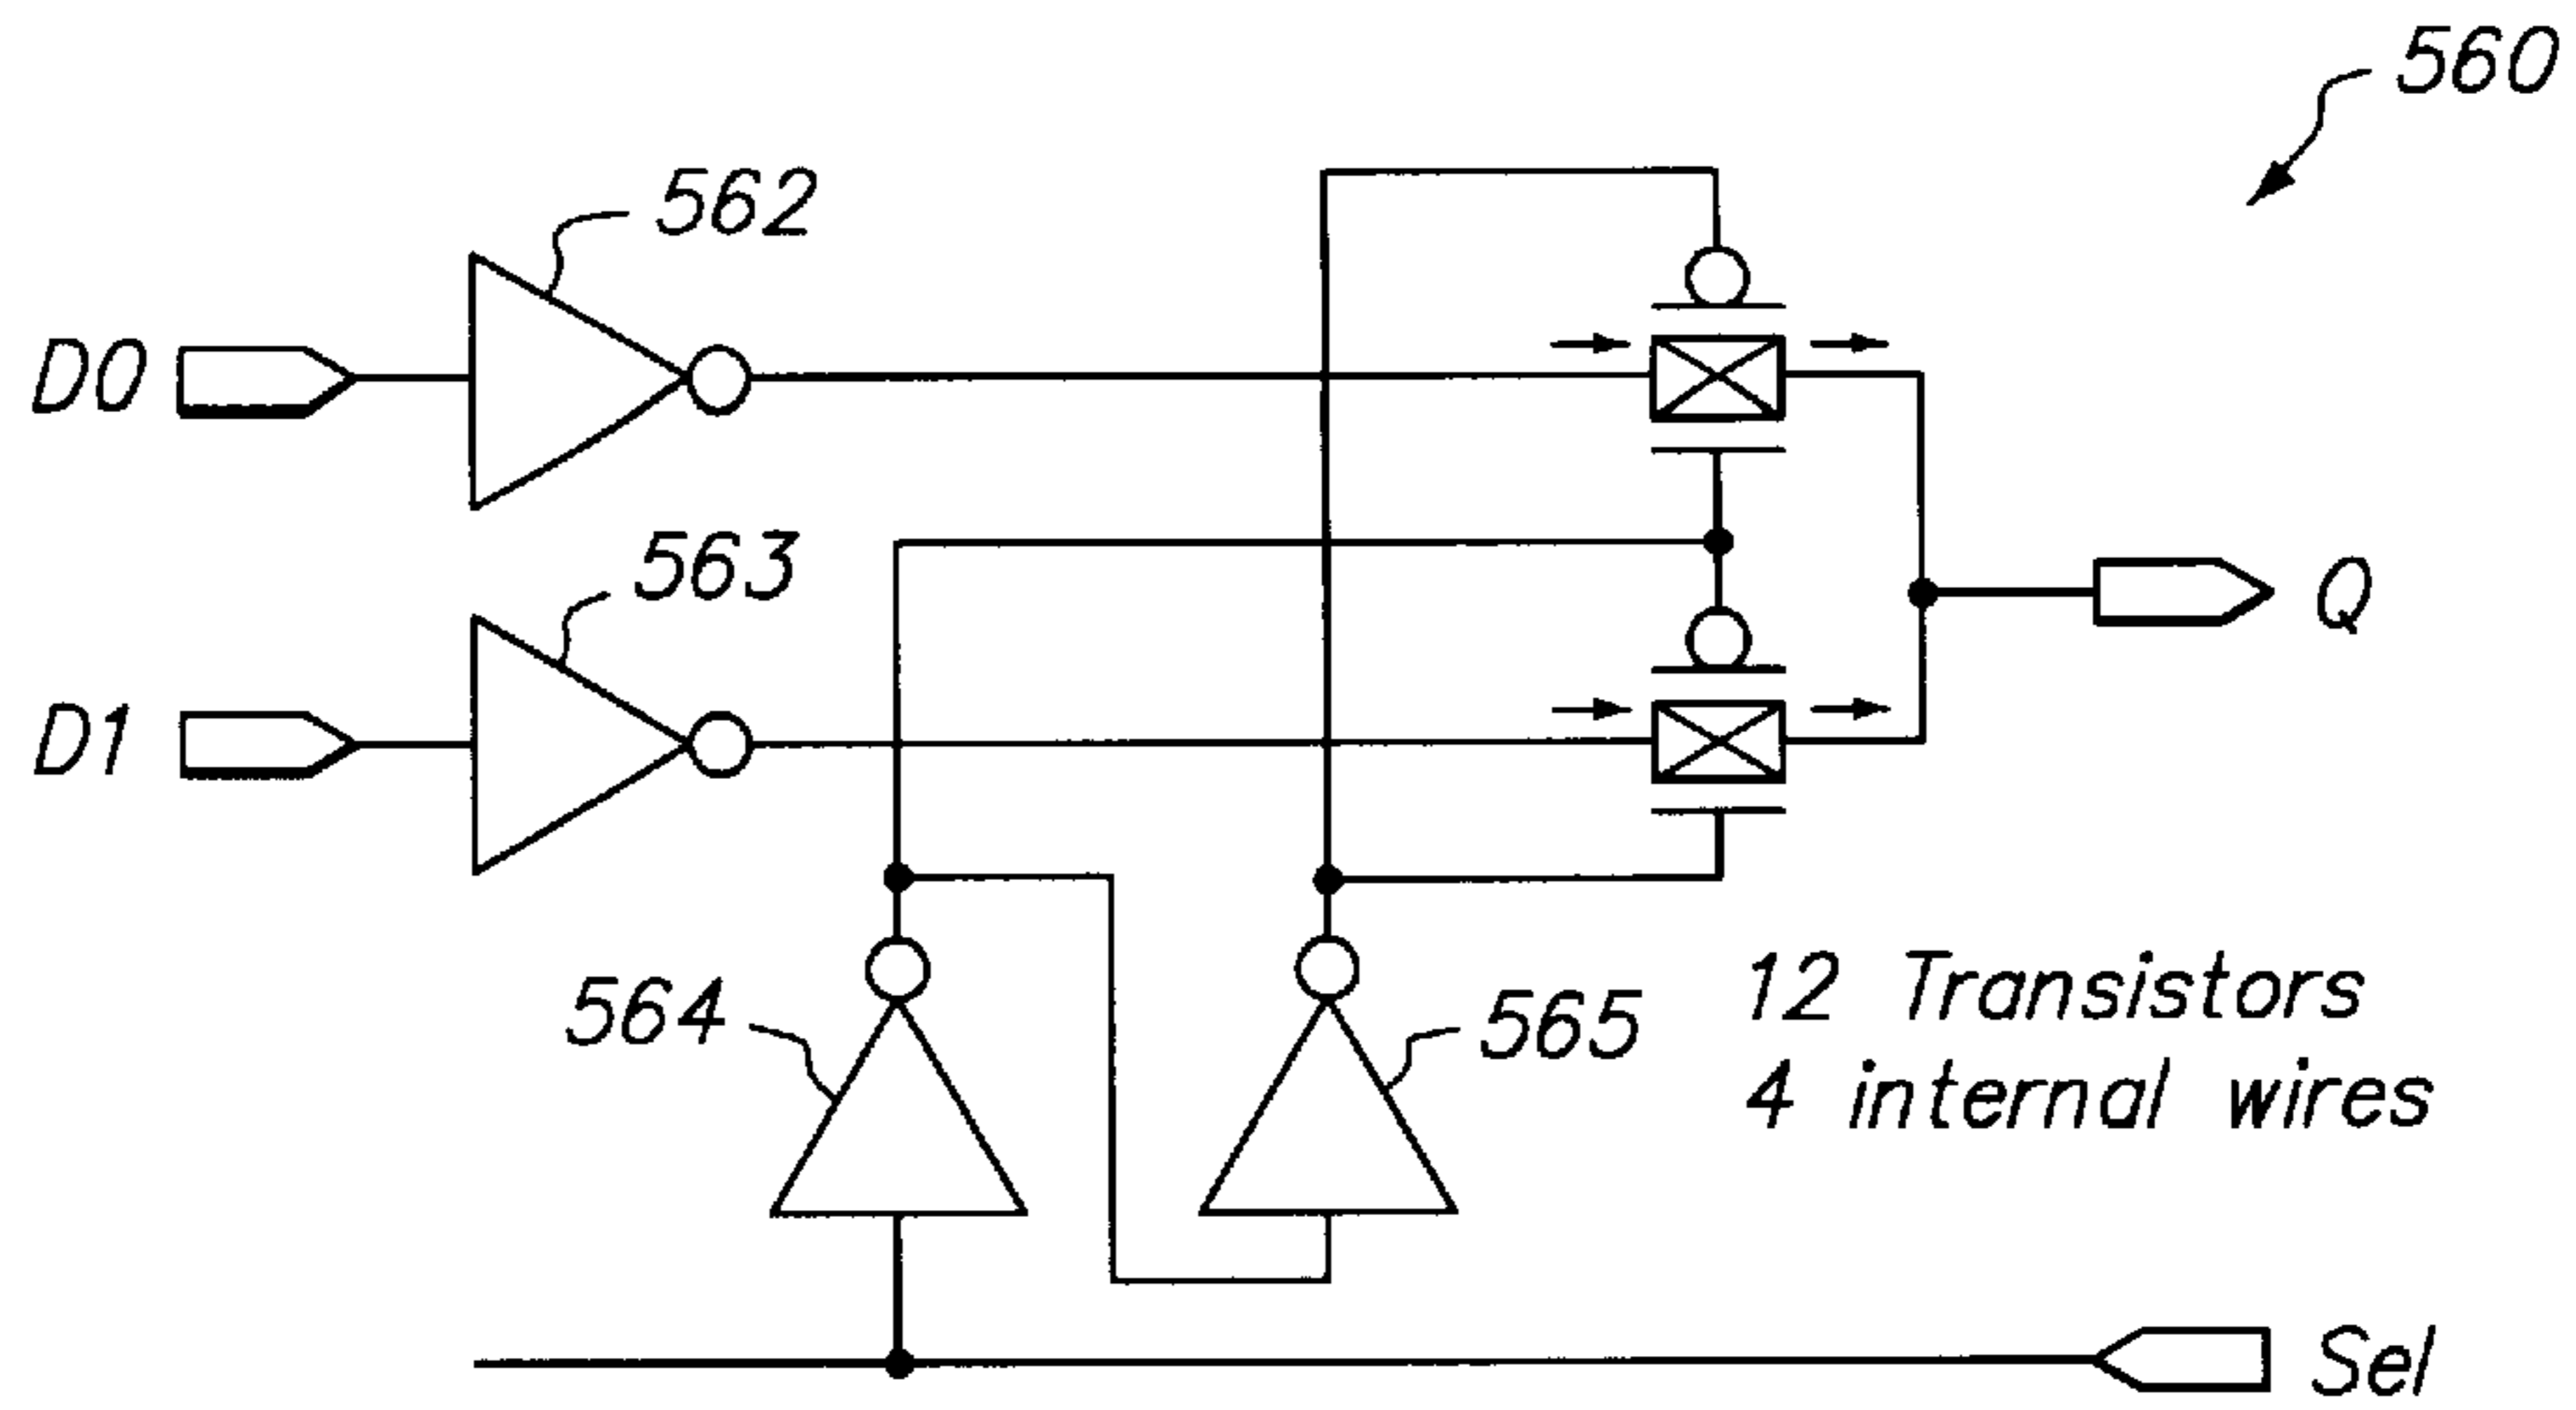 560
562
D0
563
Q
D1
564
565
12 Transistors
4 internal wires
Sel